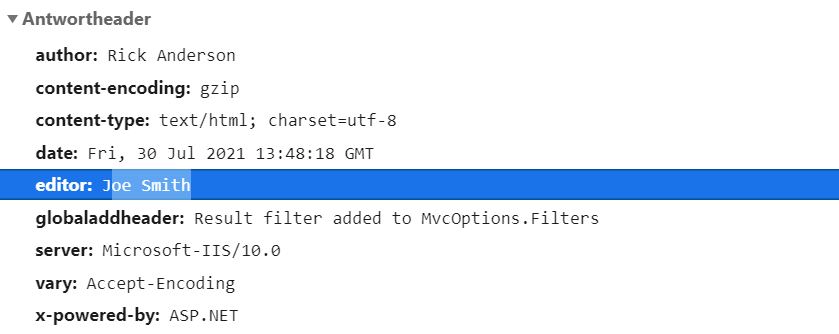 Antwortheader
author: Rick Anderson
content-encoding: gzip
content-type: text/html; charset=utf-8
date: Fri, 30 Jul 2021 13:48:18 GMT
editor: Joe Smith
globaladdheader: Result filter added to MvcOptions.Filters
server: Microsoft-IIS/10.0
vary: Accept-Encoding
x-powered-by: ASP.NET